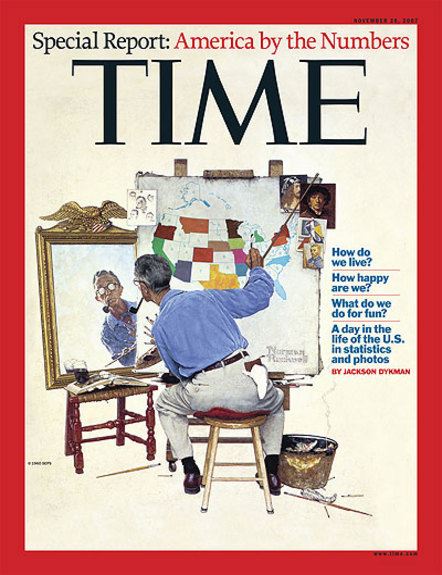 NOVEMBER 26, 2007
Special Report: America by the Numbers
TIME
How do
we live?
How happy
are we?
What do we
do for fun?
A day in the
life of the U.S.
in statistics
and photos
BY JACKSON DYKMAN
Norman
Rockwell
© 1960 SEPS
www.time.com